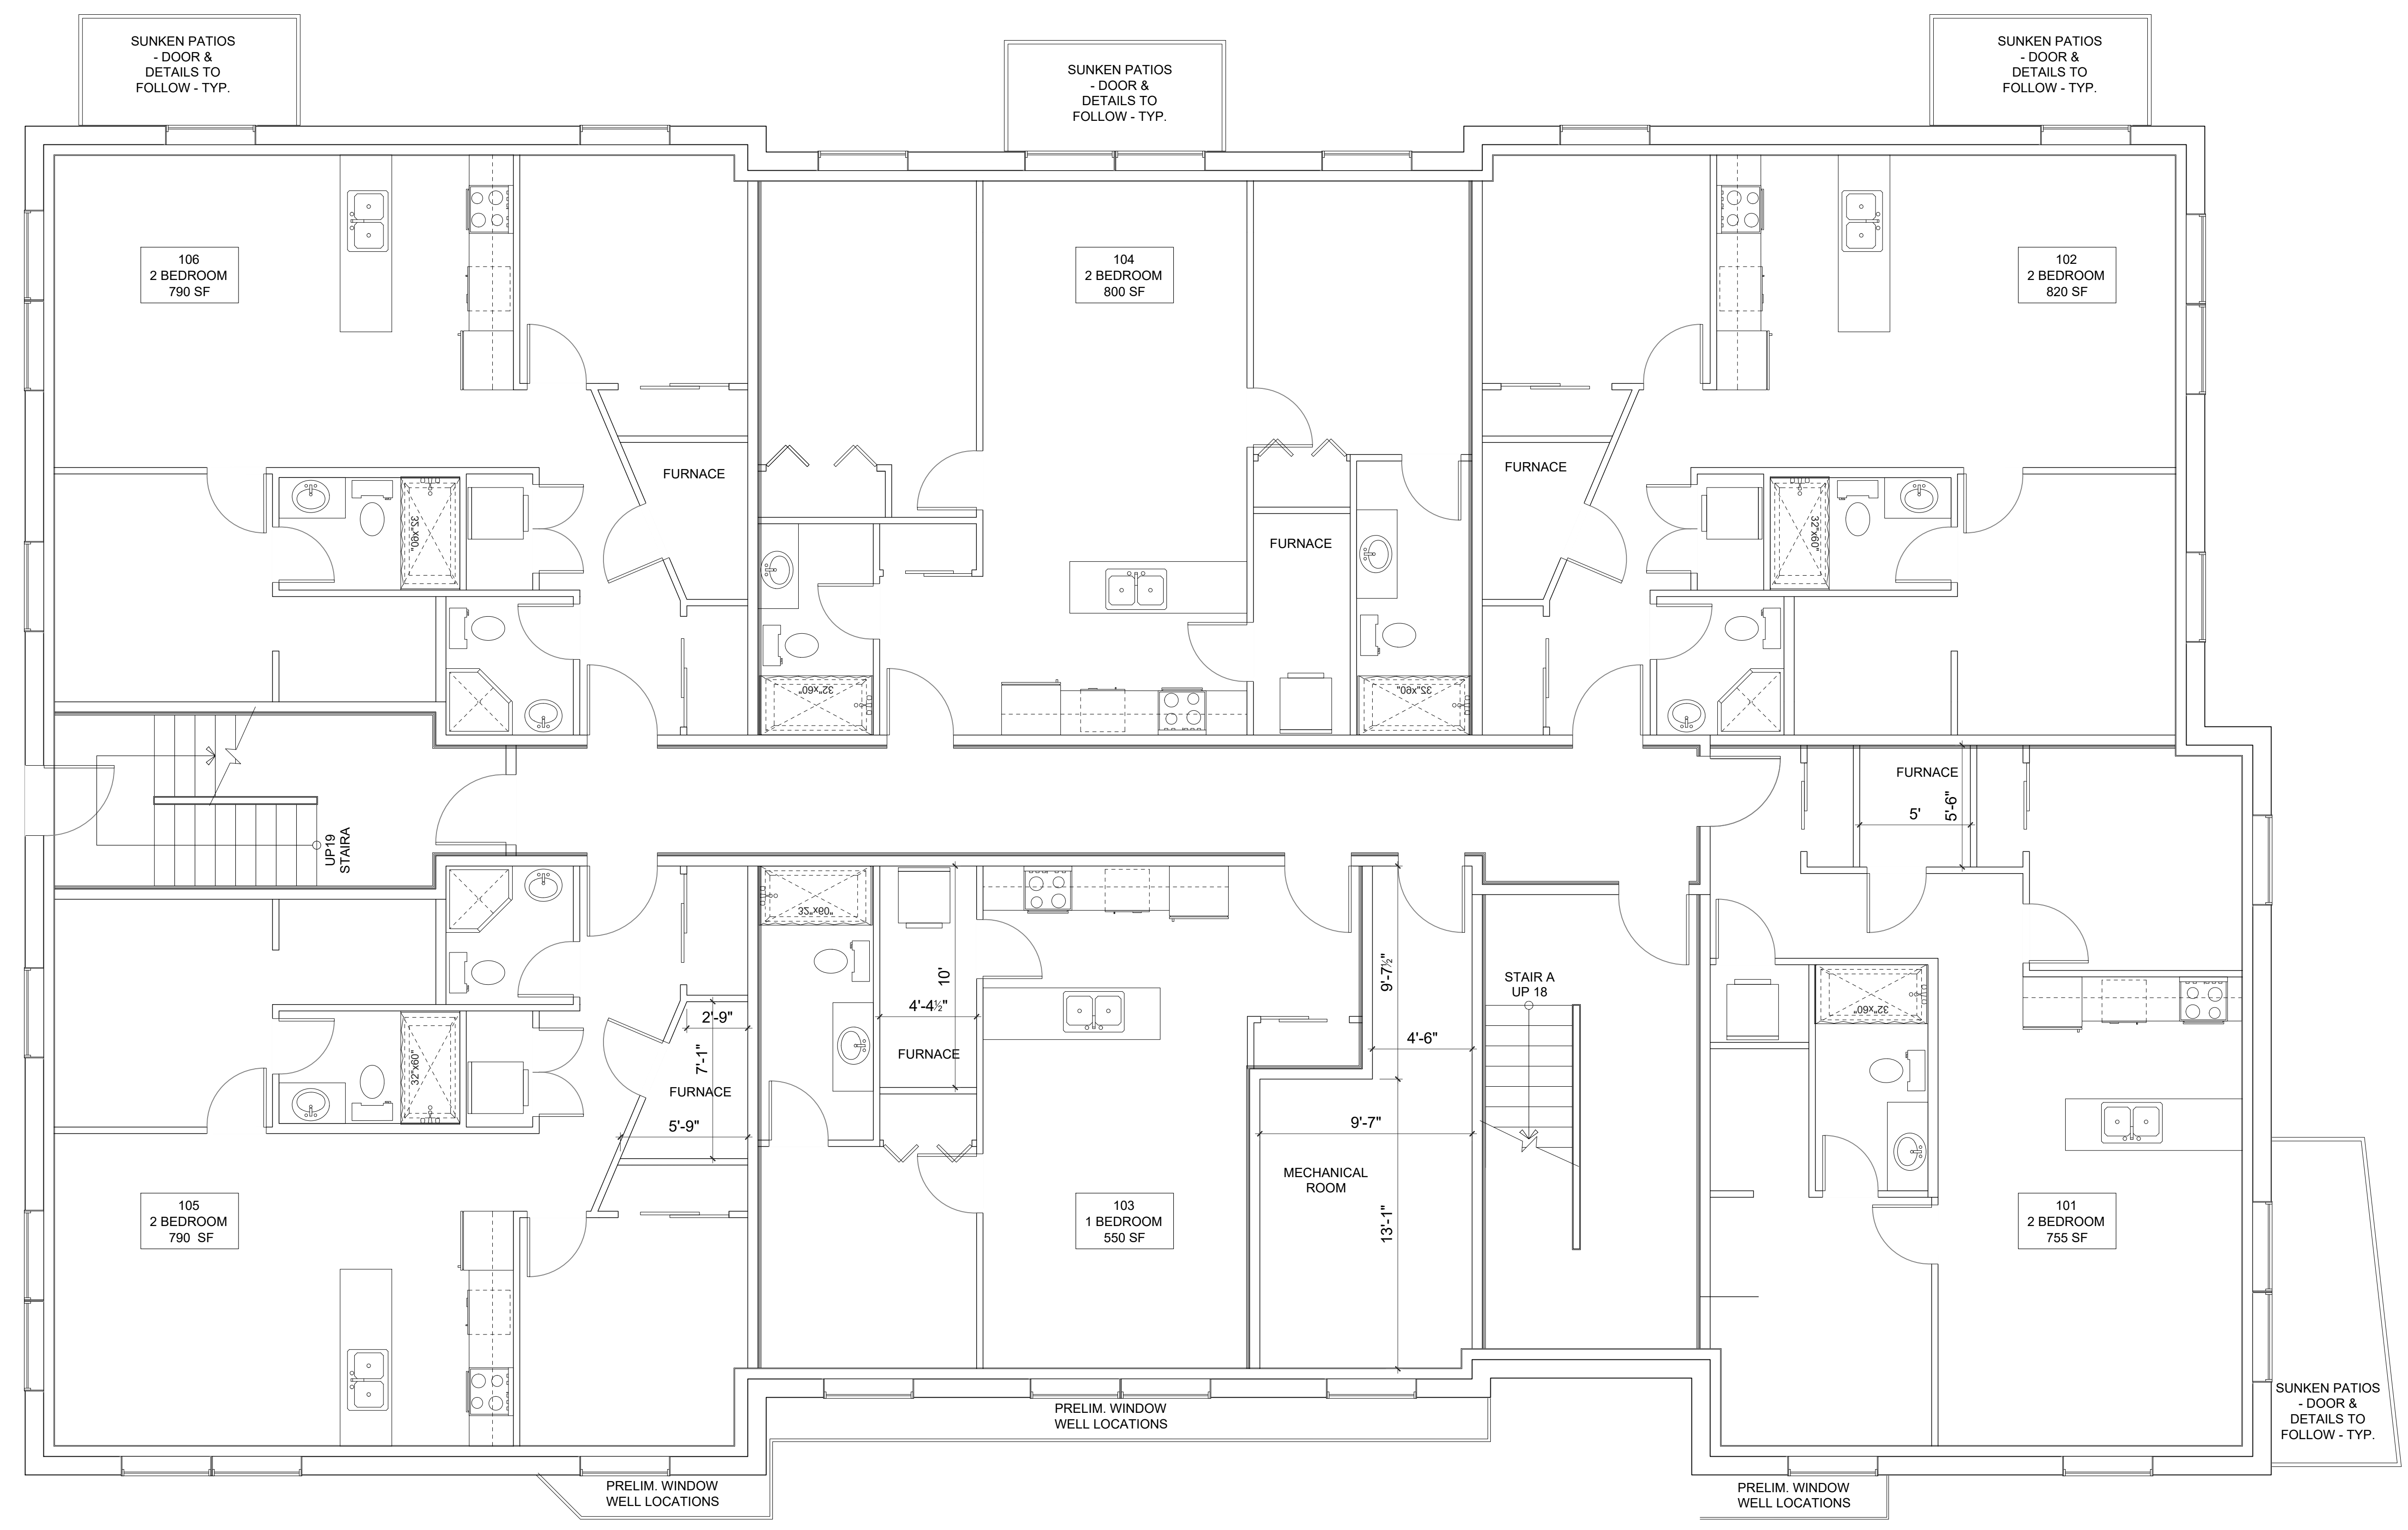 SUNKEN PATIOS
- DOOR &
DETAILS TO
FOLLOW - TYP.
SUNKEN PATIOS
- DOOR &
DETAILS TO
FOLLOW - TYP.
SUNKEN PATIOS
- DOOR &
DETAILS TO
FOLLOW - TYP.
106
2 BEDROOM
790 SF
104
2 BEDROOM
800 SF
102
2 BEDROOM
820 SF
FURNACE
FURNACE
FURNACE
32"x60"
32"x60"
32"x60"
32"x60"
FURNACE
5'
5'-6"
UP19
STAIRA
32"x60"
10'
4'-4½"
FURNACE
9'-7½"
4'-6"
STAIR A
UP 18
32"x60"
2'-9"
7'-1"
FURNACE
5'-9"
32"x60"
9'-7"
MECHANICAL
ROOM
13'-1"
105
2 BEDROOM
790 SF
103
1 BEDROOM
550 SF
101
2 BEDROOM
755 SF
SUNKEN PATIOS
- DOOR &
DETAILS TO
FOLLOW - TYP.
PRELIM. WINDOW
WELL LOCATIONS
PRELIM. WINDOW
WELL LOCATIONS
PRELIM. WINDOW
WELL LOCATIONS